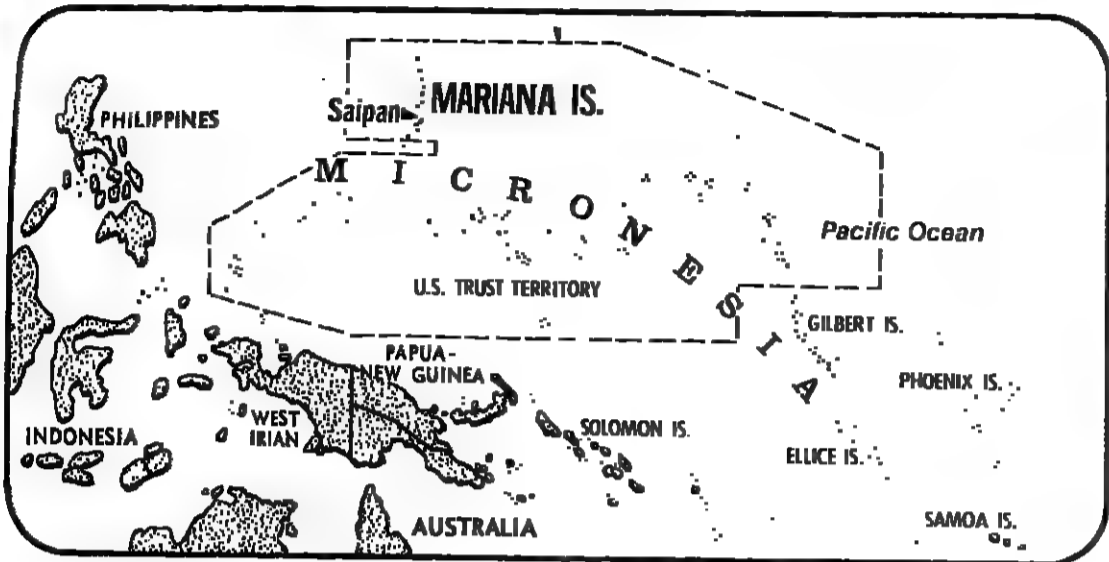 PHILIPPINES
Saipan
MARIANA IS.
MICRONESIA
Pacific Ocean
U.S. TRUST TERRITORY
GILBERT IS.
PAPUA-
NEW GUINEA
PHOENIX IS.
WEST
IRIAN
INDONESIA
SOLOMON IS.
ELLICE IS.
AUSTRALIA
SAMOA IS.